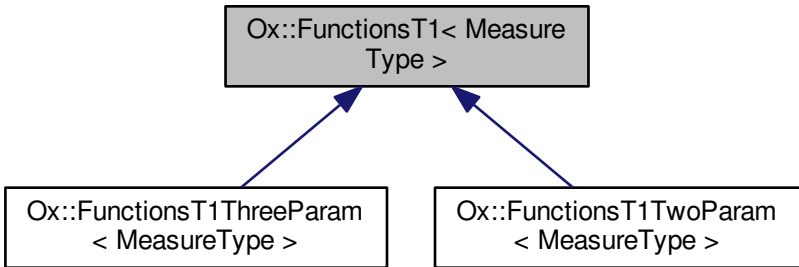 Ox::FunctionsT1< Measure
Type >
Ox::FunctionsT1ThreeParam
< MeasureType >
Ox::FunctionsT1TwoParam
< MeasureType >